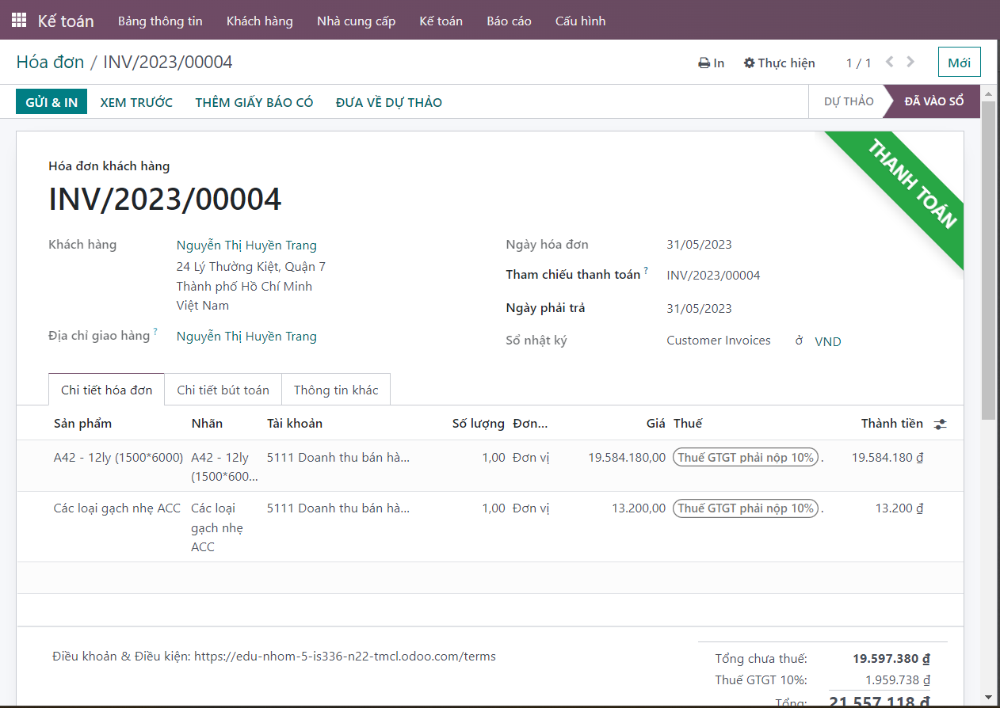 Kế toán Bảng thông tin Khách hàng Nhà cung cấp Kế toán Báo cáo Cấu hình
Hóa đơn / INV/2023/00004 In Thực hiện 1 / 1 Mới
GỬI & IN XEM TRƯỚC THÊM GIẤY BÁO CÓ ĐƯA VỀ DỰ THẢO DỰ THẢO ĐÃ VÀO SỔ
THANH TOÁN
Hóa đơn khách hàng
INV/2023/00004
Khách hàng Nguyễn Thị Huyền Trang Ngày hóa đơn 31/05/2023
24 Lý Thường Kiệt, Quận 7
Thành phố Hồ Chí Minh Tham chiếu thanh toán ? INV/2023/00004
Việt Nam Ngày phải trả 31/05/2023
Địa chỉ giao hàng ? Nguyễn Thị Huyền Trang Sổ nhật ký Customer Invoices ở VND
Chi tiết hóa đơn Chi tiết bút toán Thông tin khác
Sản phẩm Nhãn Tài khoản Số lượng Đơn... Giá Thuế Thành tiền
A42 - 12ly (1500*6000) A42 - 12ly 5111 Doanh thu bán hà... 1,00 Đơn vị 19.584.180,00 Thuế GTGT phải nộp 10% . 19.584.180 ₫
(1500*600...
Các loại gạch nhẹ ACC Các loại 5111 Doanh thu bán hà... 1,00 Đơn vị 13.200,00 Thuế GTGT phải nộp 10% . 13.200 ₫
gạch nhẹ
ACC
Điều khoản & Điều kiện: https://edu-nhom-5-is336-n22-tmcl.odoo.com/terms
Tổng chưa thuế: 19.597.380 ₫
Thuế GTGT 10%: 1.959.738 ₫
Tổng: 21.557.118 ₫